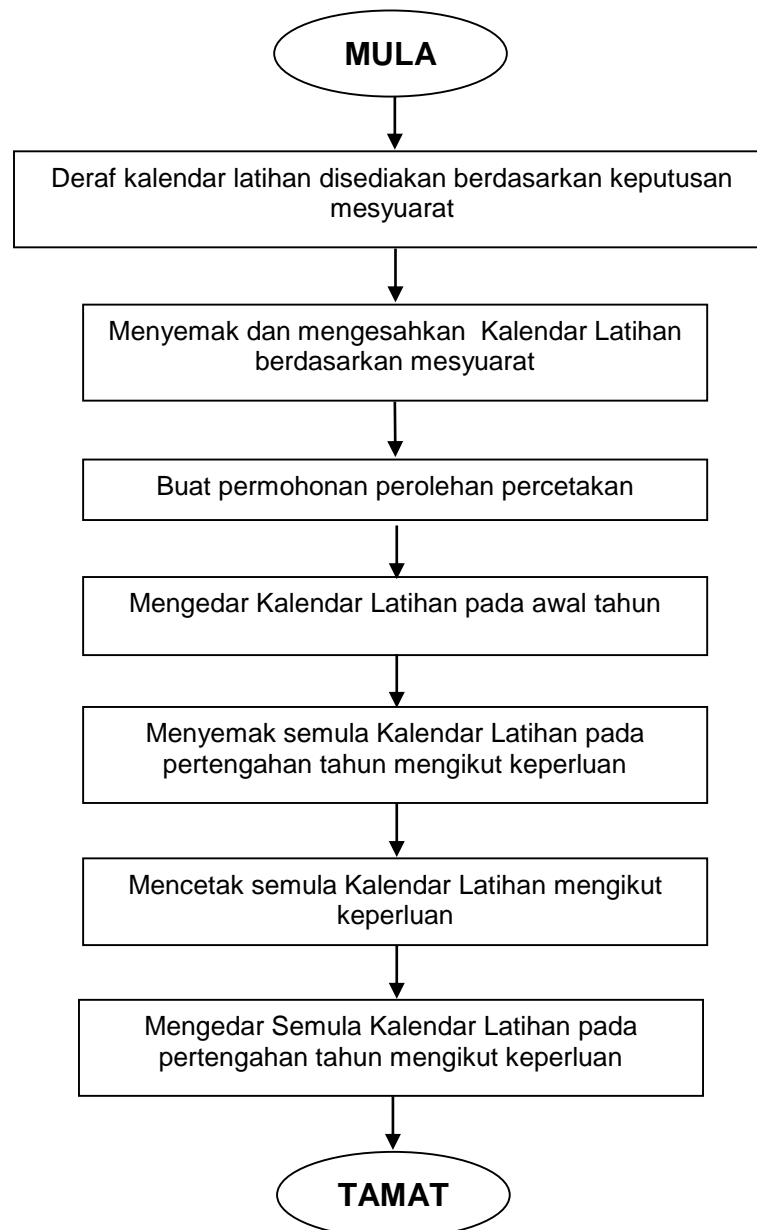 MULA
Deraf kalendar latihan disediakan berdasarkan keputusan
mesyuarat
Menyemak dan mengesahkan  Kalendar Latihan
berdasarkan mesyuarat
Buat permohonan perolehan percetakan
Mengedar Kalendar Latihan pada awal tahun
Menyemak semula Kalendar Latihan pada
pertengahan tahun mengikut keperluan
Mencetak semula Kalendar Latihan mengikut
keperluan
Mengedar Semula Kalendar Latihan pada
pertengahan tahun mengikut keperluan
TAMAT